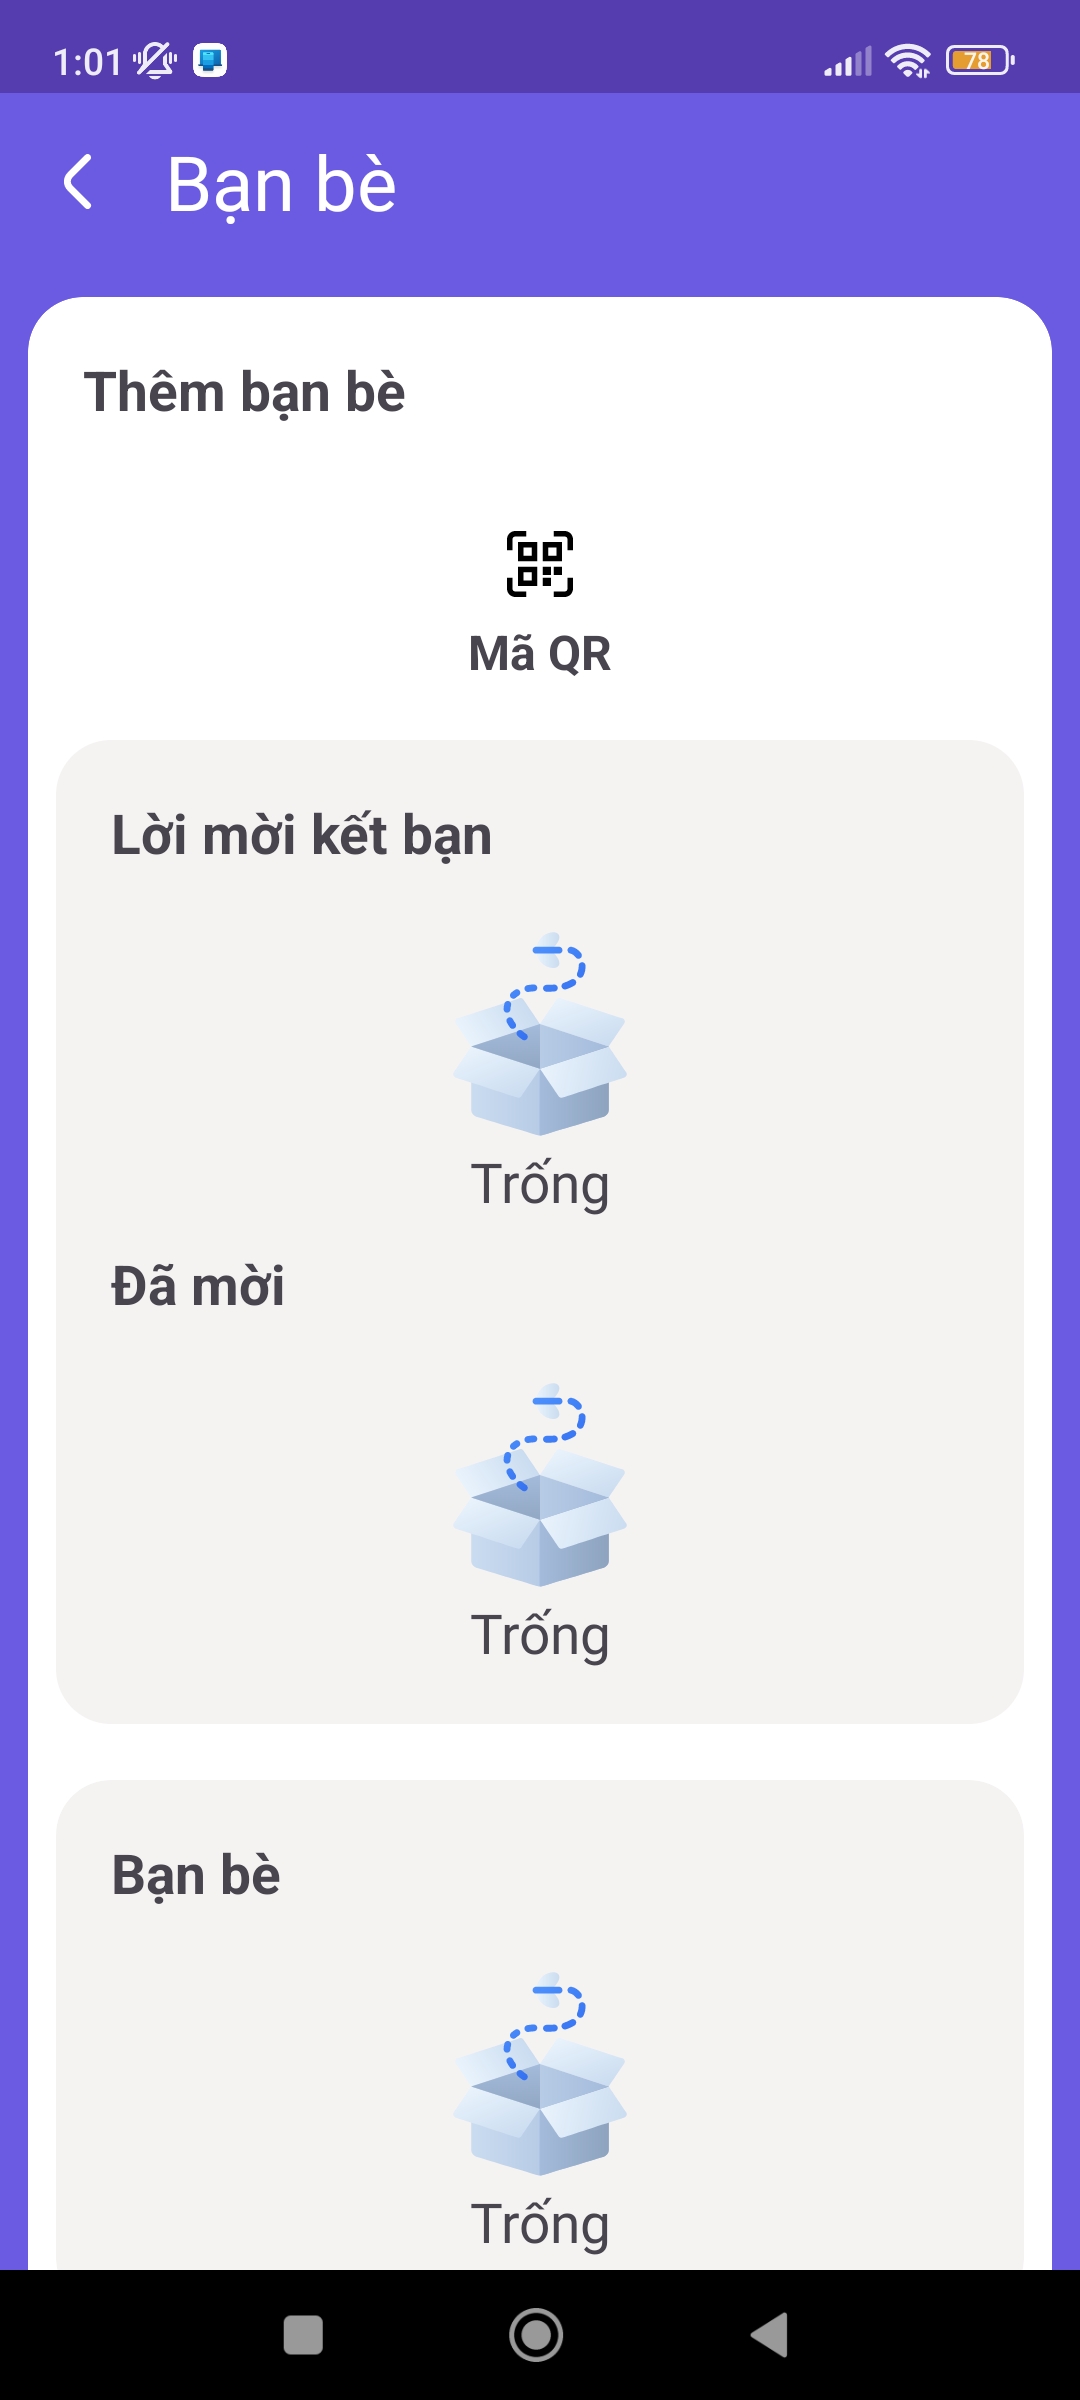 1:01
78
Bạn bè
Thêm bạn bè
Mã QR
Lời mời kết bạn
Trống
Đã mời
Trống
Bạn bè
Trống